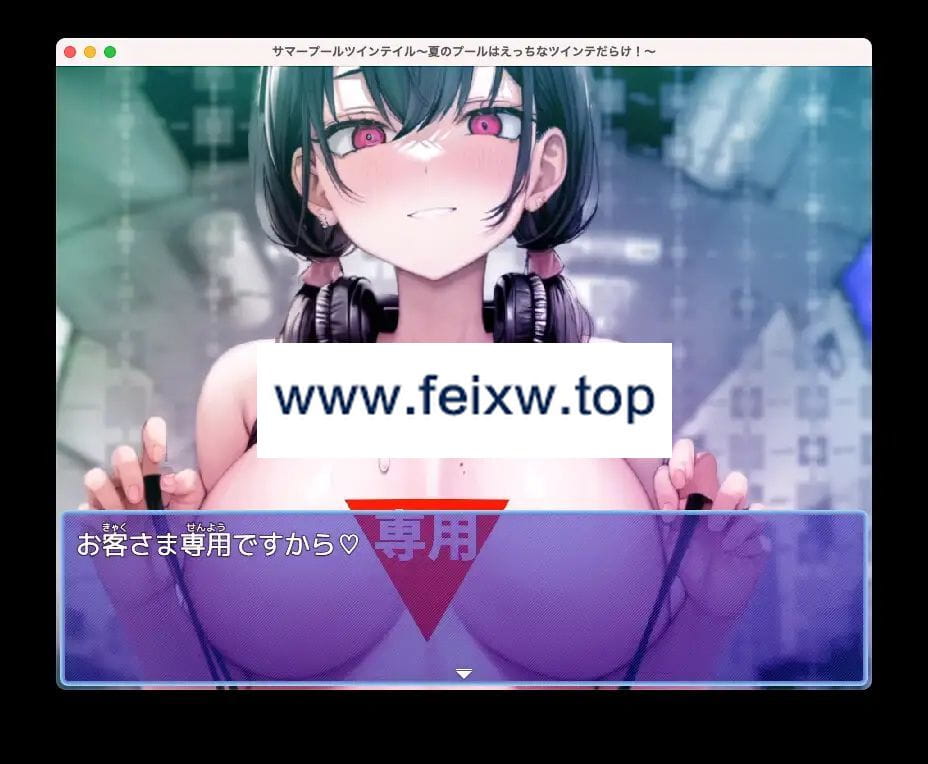 サマープールツインテイル～夏のプールはえっちなツインテだらけ！～
www.feixw.top
専用
きゃく せんよう
お客さま専用ですから♡